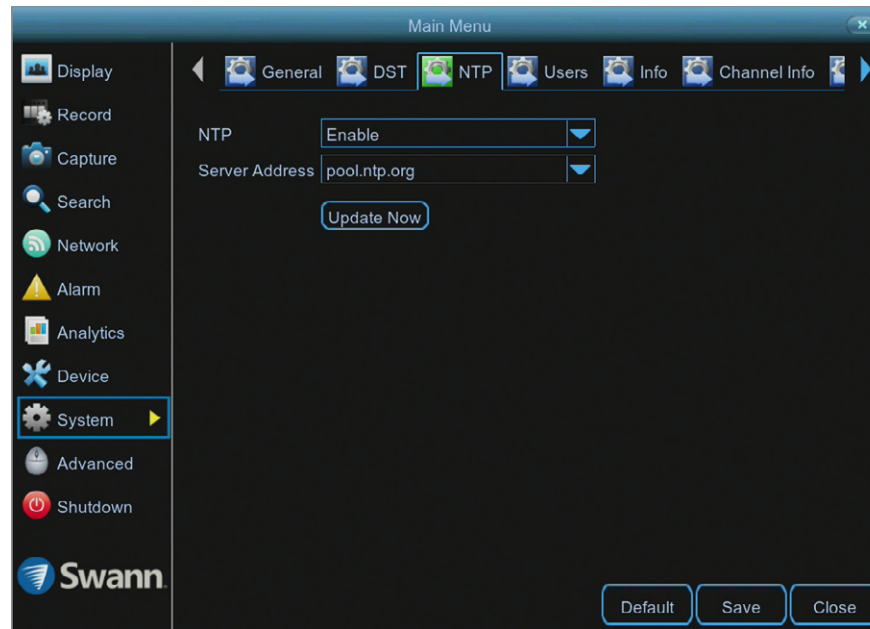 Main Menu
Display
Record
Capture
Search
Network
Alarm
Analytics
Device
System
Advanced
Shutdown
Swann
General DST NTP Users Info Channel Info
NTP Enable
Server Address pool.ntp.org
Update Now
Default Save Close